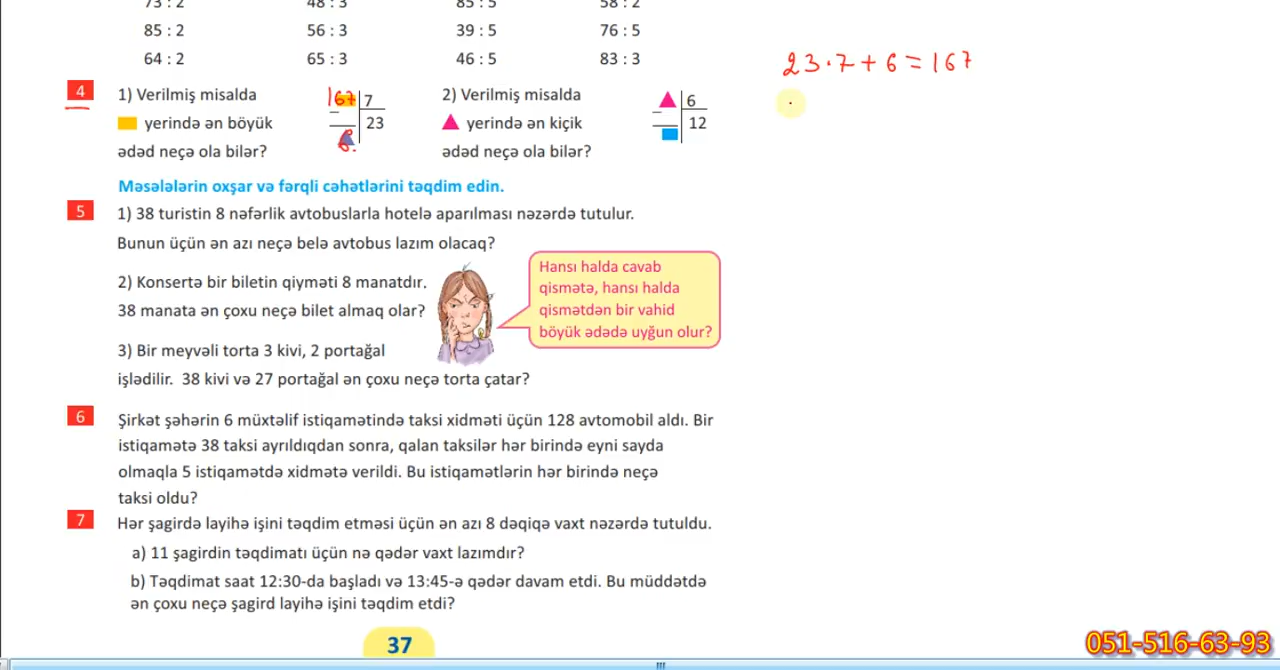 73 : 2 48 : 3 85 : 5 58 : 2
85 : 2 56 : 3 39 : 5 76 : 5
64 : 2 65 : 3 46 : 5 83 : 3
23·7+6=167
4 1) Verilmiş misalda
yerində ən böyük
ədəd neçə ola bilər?
167 7
23
6.
2) Verilmiş misalda
yerində ən kiçik
ədəd neçə ola bilər?
6
12
Məsələlərin oxşar və fərqli cəhətlərini təqdim edin.
5 1) 38 turistin 8 nəfərlik avtobuslarla hotelə aparılması nəzərdə tutulur.
Bunun üçün ən azı neçə belə avtobus lazım olacaq?
2) Konsertə bir biletin qiyməti 8 manatdır.
38 manata ən çoxu neçə bilet almaq olar?
3) Bir meyvəli torta 3 kivi, 2 portağal
işlədilir. 38 kivi və 27 portağal ən çoxu neçə torta çatar?
Hansı halda cavab
qismətə, hansı halda
qismətdən bir vahid
böyük ədədə uyğun olur?
6 Şirkət şəhərin 6 müxtəlif istiqamətində taksi xidməti üçün 128 avtomobil aldı. Bir
istiqamətə 38 taksi ayrıldıqdan sonra, qalan taksilər hər birində eyni sayda
olmaqla 5 istiqamətdə xidmətə verildi. Bu istiqamətlərin hər birində neçə
taksi oldu?
7 Hər şagirdə layihə işini təqdim etməsi üçün ən azı 8 dəqiqə vaxt nəzərdə tutuldu.
a) 11 şagirdin təqdimatı üçün nə qədər vaxt lazımdır?
b) Təqdimat saat 12:30-da başladı və 13:45-ə qədər davam etdi. Bu müddətdə
ən çoxu neçə şagird layihə işini təqdim etdi?
37
051-516-63-93